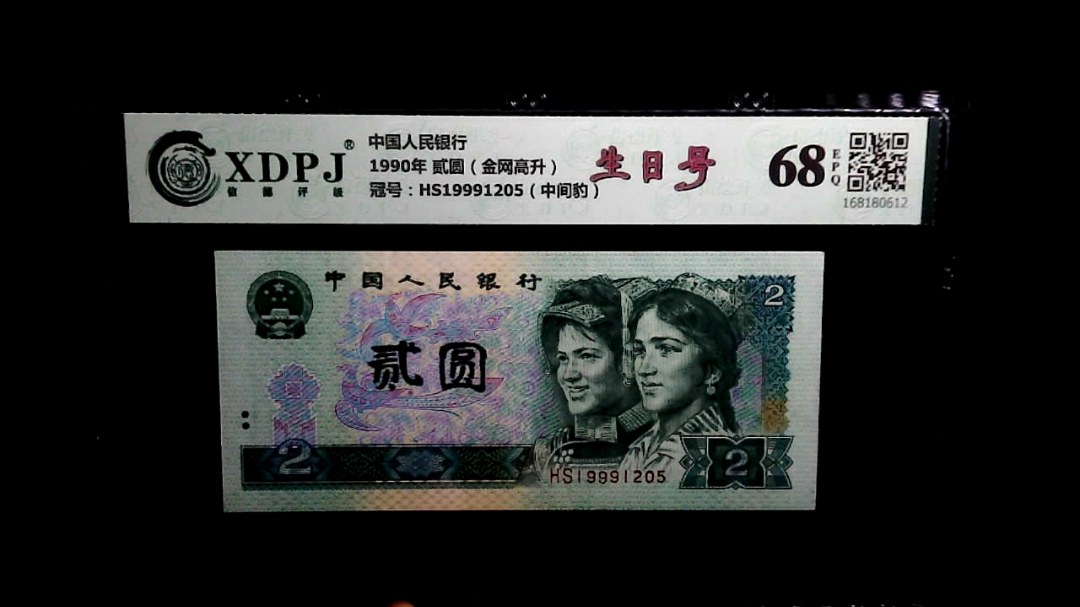 XDPJ®
信德评级
中国人民银行
1990年 贰圆（金网高升）
冠号：HS19991205（中间豹）
生日号
68
EPQ
168180612
中国人民银行
2
贰圆
2
HS19991205
2